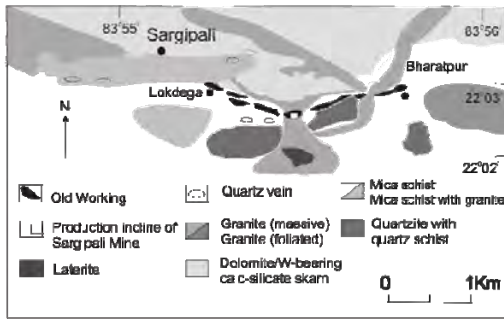 83°55'
83°56'
Sargipali
Bharatpur
Lokdega
22°03'
N
22°02'
Old Working
Quartz vein
Mica schist
Mica schist with granite
Production incline of
Sargipali Mine
Granite (massive)
Granite (foliated)
Quartzite with
quartz schist
Laterite
Dolomite/W-bearing
calc-silicate skarn
0 1Km